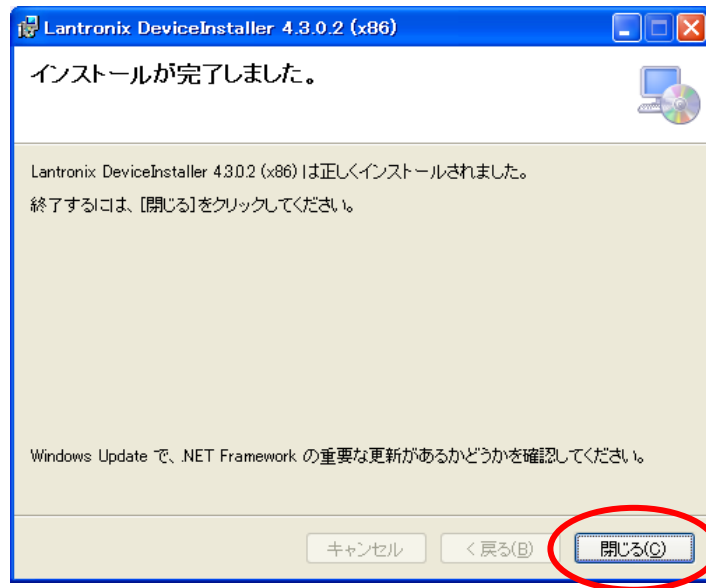 Lantronix DeviceInstaller 4.3.0.2 (x86)
インストールが完了しました。
Lantronix DeviceInstaller 4.3.0.2 (x86) は正しくインストールされました。
終了するには、[閉じる]をクリックしてください。
Windows Update で、.NET Framework の重要な更新があるかどうかを確認してください。
キャンセル
< 戻る(B)
閉じる(C)